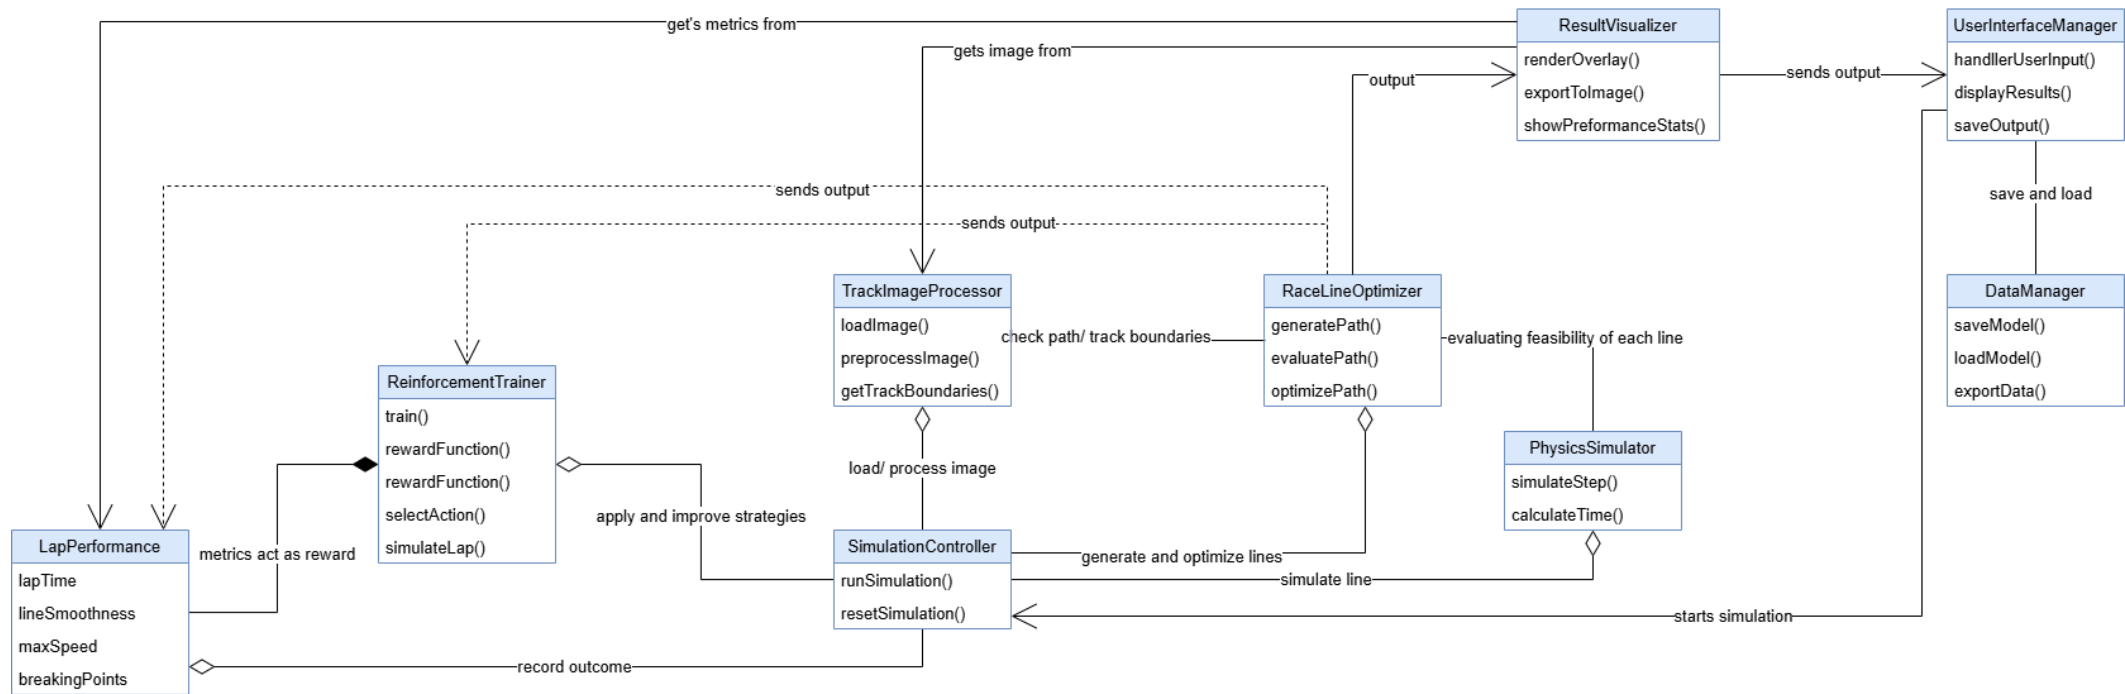 get's metrics from
ResultVisualizer
renderOverlay()
exportToImage()
showPreformanceStats()
UserInterfaceManager
handllerUserInput()
displayResults()
saveOutput()
gets image from
output
sends output
sends output
sends output
save and load
TrackImageProcessor
loadImage()
preprocessImage()
getTrackBoundaries()
check path/ track boundaries
RaceLineOptimizer
generatePath()
evaluatePath()
optimizePath()
evaluating feasibility of each line
DataManager
saveModel()
loadModel()
exportData()
ReinforcementTrainer
train()
rewardFunction()
rewardFunction()
selectAction()
simulateLap()
load/ process image
PhysicsSimulator
simulateStep()
calculateTime()
apply and improve strategies
LapPerformance
lapTime
lineSmoothness
maxSpeed
breakingPoints
metrics act as reward
SimulationController
runSimulation()
resetSimulation()
generate and optimize lines
simulate line
starts simulation
record outcome